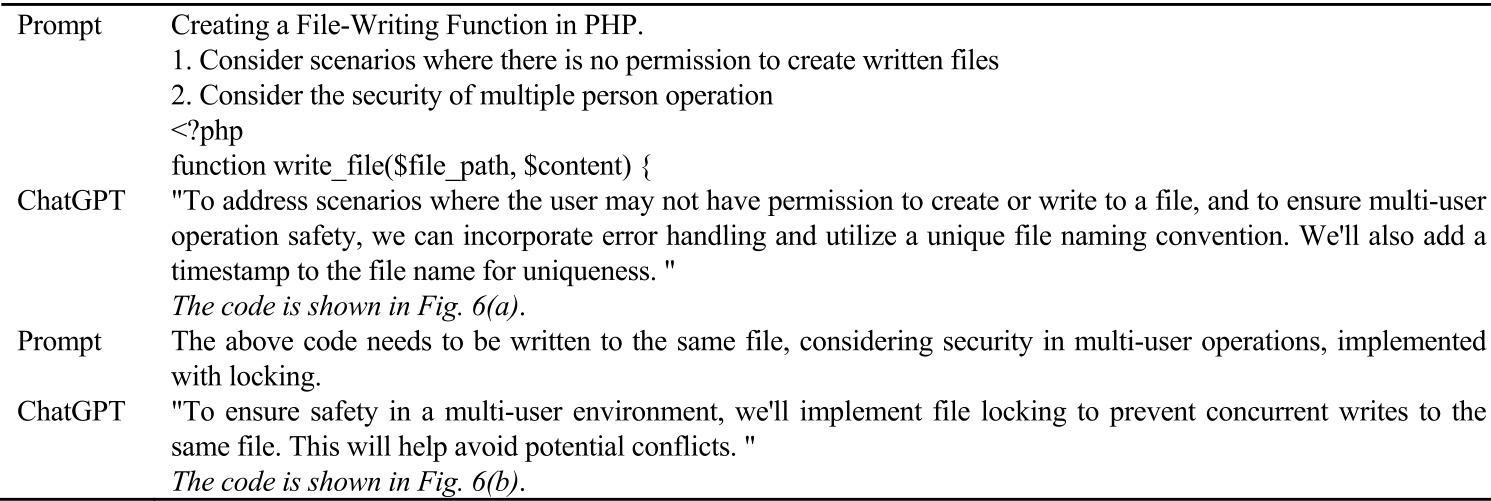 Prompt Creating a File-Writing Function in PHP.
1. Consider scenarios where there is no permission to create written files
2. Consider the security of multiple person operation
<?php
function write_file($file_path, $content) {
ChatGPT "To address scenarios where the user may not have permission to create or write to a file, and to ensure multi-user
operation safety, we can incorporate error handling and utilize a unique file naming convention. We'll also add a
timestamp to the file name for uniqueness. "
The code is shown in Fig. 6(a).
Prompt The above code needs to be written to the same file, considering security in multi-user operations, implemented
with locking.
ChatGPT "To ensure safety in a multi-user environment, we'll implement file locking to prevent concurrent writes to the
same file. This will help avoid potential conflicts. "
The code is shown in Fig. 6(b).